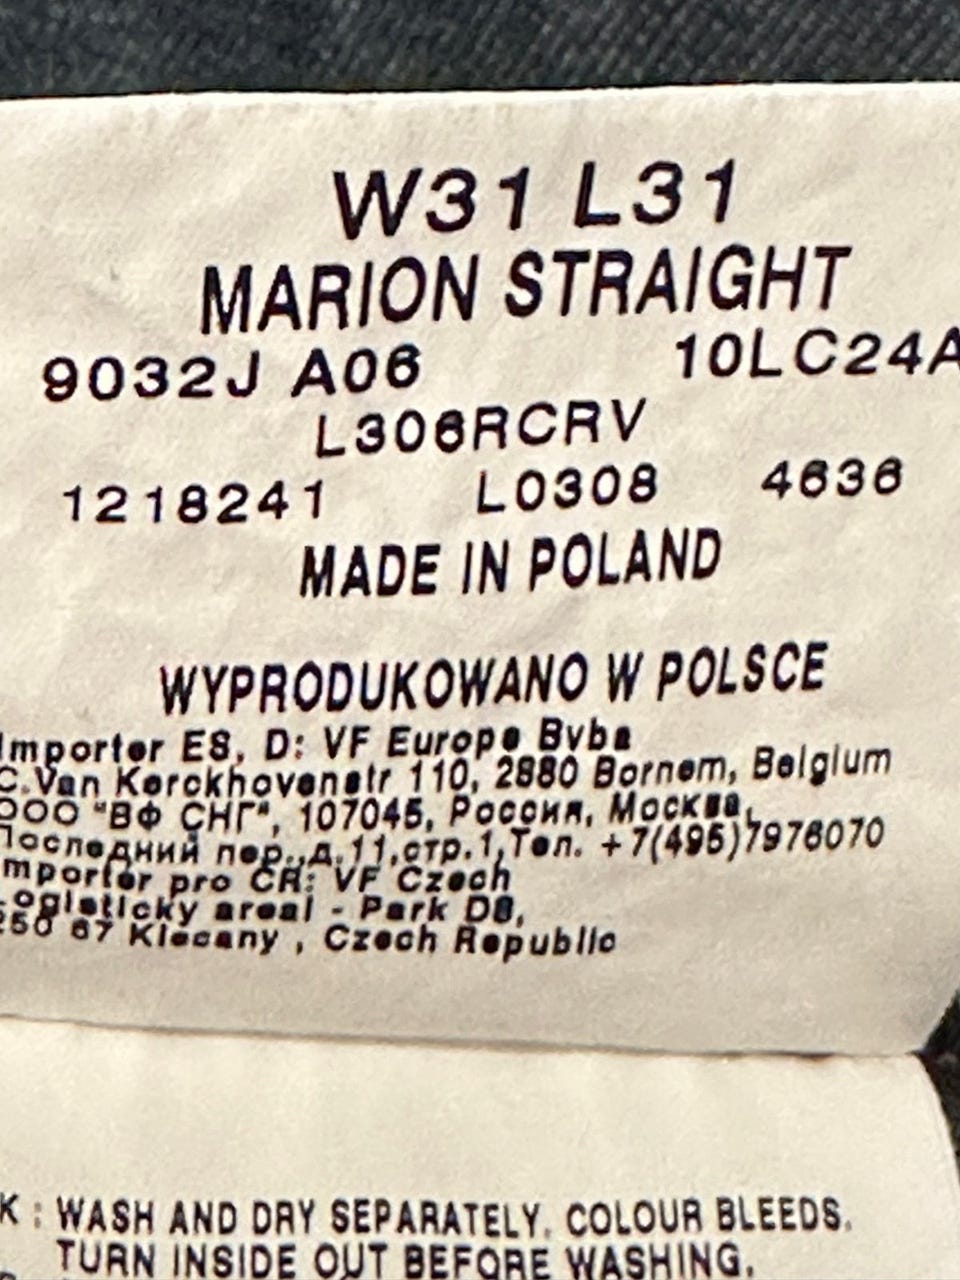 W31 L31
MARION STRAIGHT
9032J A06 10LC24A
L306RCRV
1218241 L0308 4636
MADE IN POLAND
WYPRODUKOWANO W POLSCE
Importer ES, D: VF Europe Bvba
C.Van Kerckhovenstr 110, 2880 Bornem, Belgium
ООО "ВФ СНГ", 107045, Россия, Москва,
Последний пер.,д.11,стр.1,Тел. +7(495)7976070
Importer pro ČR: VF Czech
Logisticky areal - Park D8,
250 67 Klecany , Czech Republic
K : WASH AND DRY SEPARATELY. COLOUR BLEEDS.
TURN INSIDE OUT BEFORE WASHING.